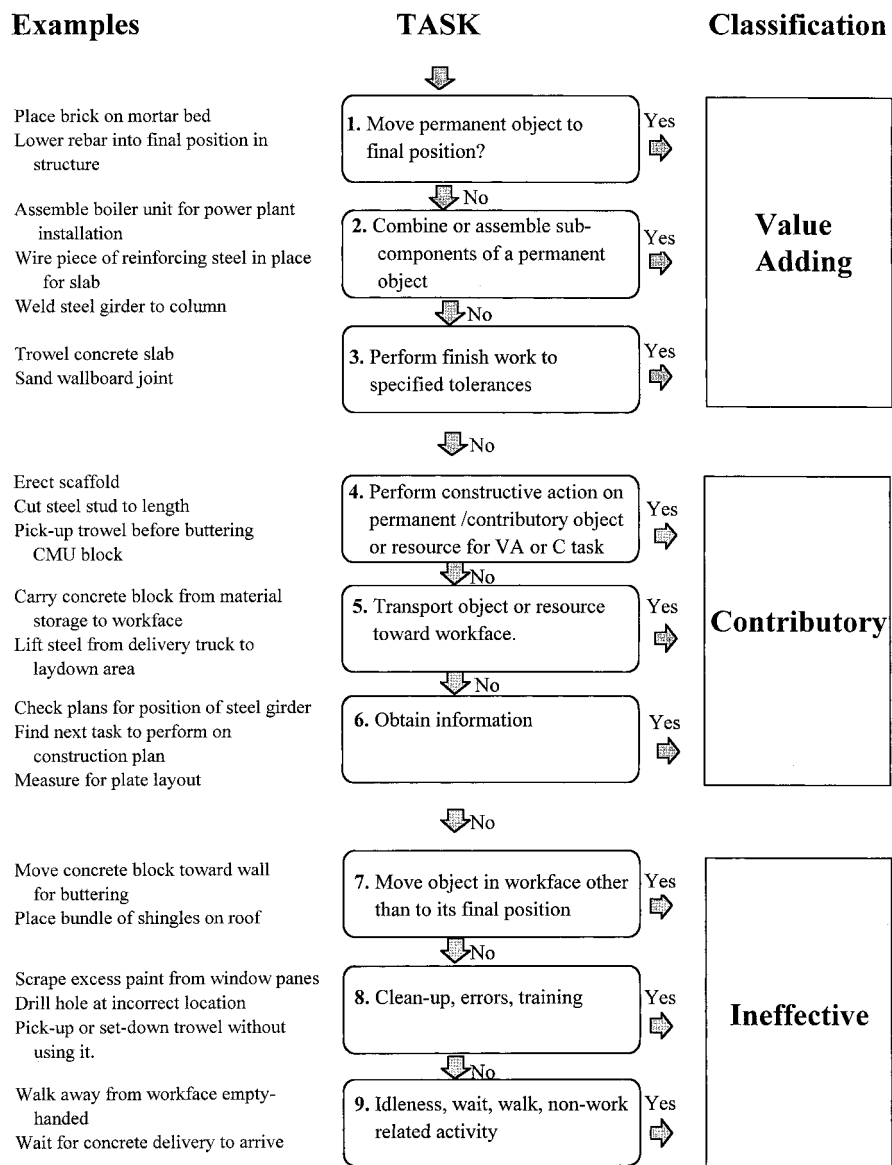 Examples
TASK
Classification
Place brick on mortar bed
Lower rebar into final position in
structure
1. Move permanent object to
final position?
Yes
No
Assemble boiler unit for power plant
installation
Wire piece of reinforcing steel in place
for slab
Weld steel girder to column
2. Combine or assemble sub-
components of a permanent
object
Yes
Value
Adding
No
Trowel concrete slab
Sand wallboard joint
3. Perform finish work to
specified tolerances
Yes
No
Erect scaffold
Cut steel stud to length
Pick-up trowel before buttering
CMU block
4. Perform constructive action on
permanent /contributory object
or resource for VA or C task
Yes
No
Carry concrete block from material
storage to workface
Lift steel from delivery truck to
laydown area
5. Transport object or resource
toward workface.
Yes
Contributory
No
Check plans for position of steel girder
Find next task to perform on
construction plan
Measure for plate layout
6. Obtain information
Yes
No
Move concrete block toward wall
for buttering
Place bundle of shingles on roof
7. Move object in workface other
than to its final position
Yes
No
Scrape excess paint from window panes
Drill hole at incorrect location
Pick-up or set-down trowel without
using it.
8. Clean-up, errors, training
Yes
Ineffective
No
Walk away from workface empty-
handed
Wait for concrete delivery to arrive
9. Idleness, wait, walk, non-work
related activity
Yes